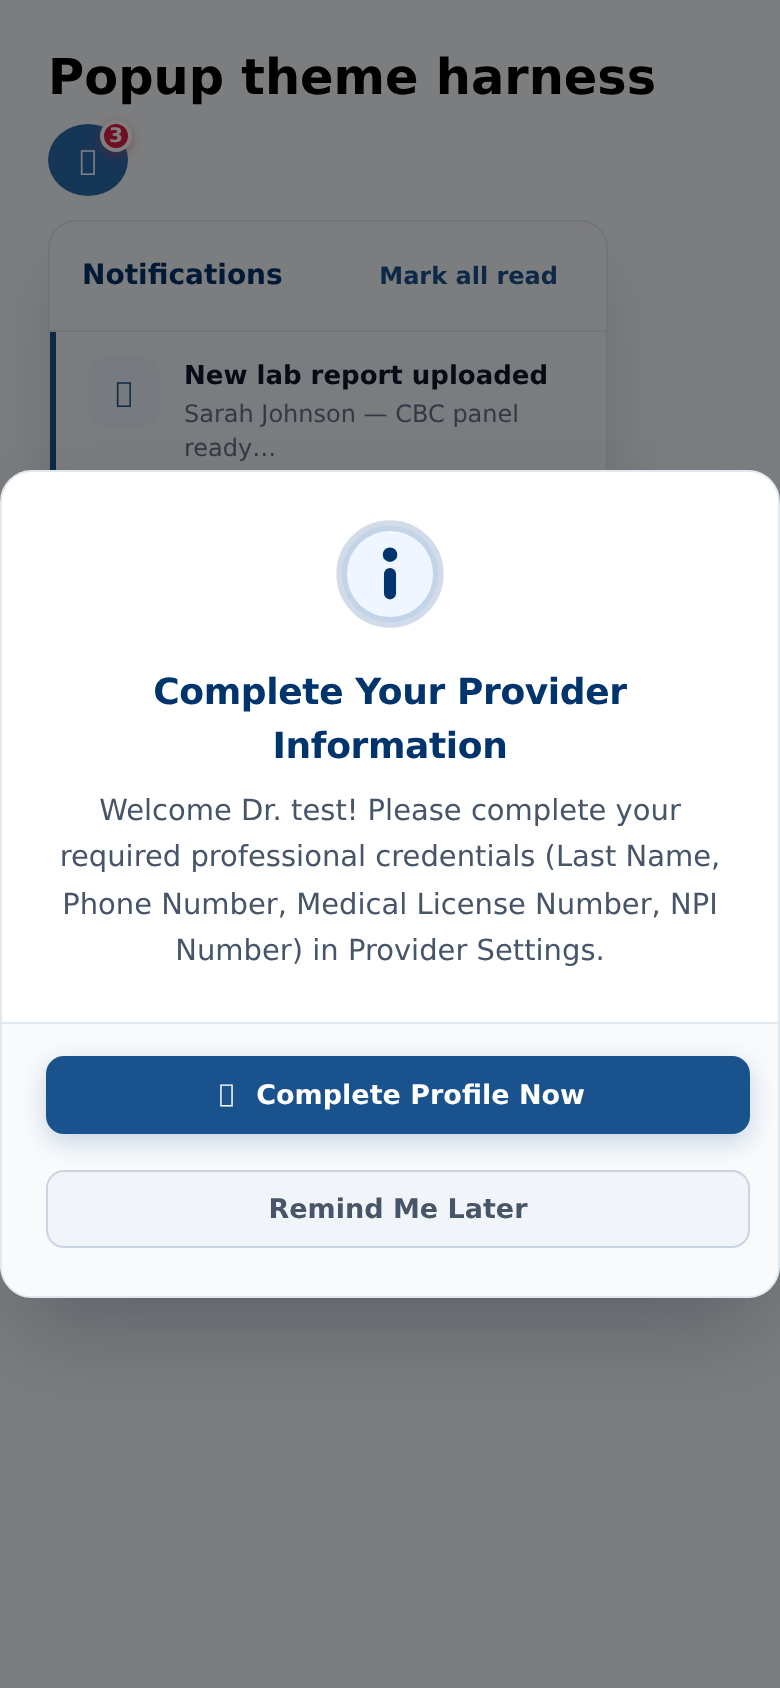 Popup theme harness
3
Notifications Mark all read
New lab report uploaded
Sarah Johnson — CBC panel
ready...
Complete Your Provider
Information
Welcome Dr. test! Please complete your
required professional credentials (Last Name,
Phone Number, Medical License Number, NPI
Number) in Provider Settings.
Complete Profile Now
Remind Me Later